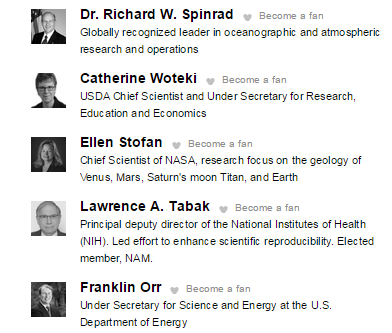 Dr. Richard W. Spinrad Become a fan
Globally recognized leader in oceanographic and atmospheric
research and operations
Catherine Woteki Become a fan
USDA Chief Scientist and Under Secretary for Research,
Education and Economics
Ellen Stofan Become a fan
Chief Scientist of NASA, research focus on the geology of
Venus, Mars, Saturn's moon Titan, and Earth
Lawrence A. Tabak Become a fan
Principal deputy director of the National Institutes of Health
(NIH). Led effort to enhance scientific reproducibility. Elected
member, NAM.
Franklin Orr Become a fan
Under Secretary for Science and Energy at the U.S.
Department of Energy